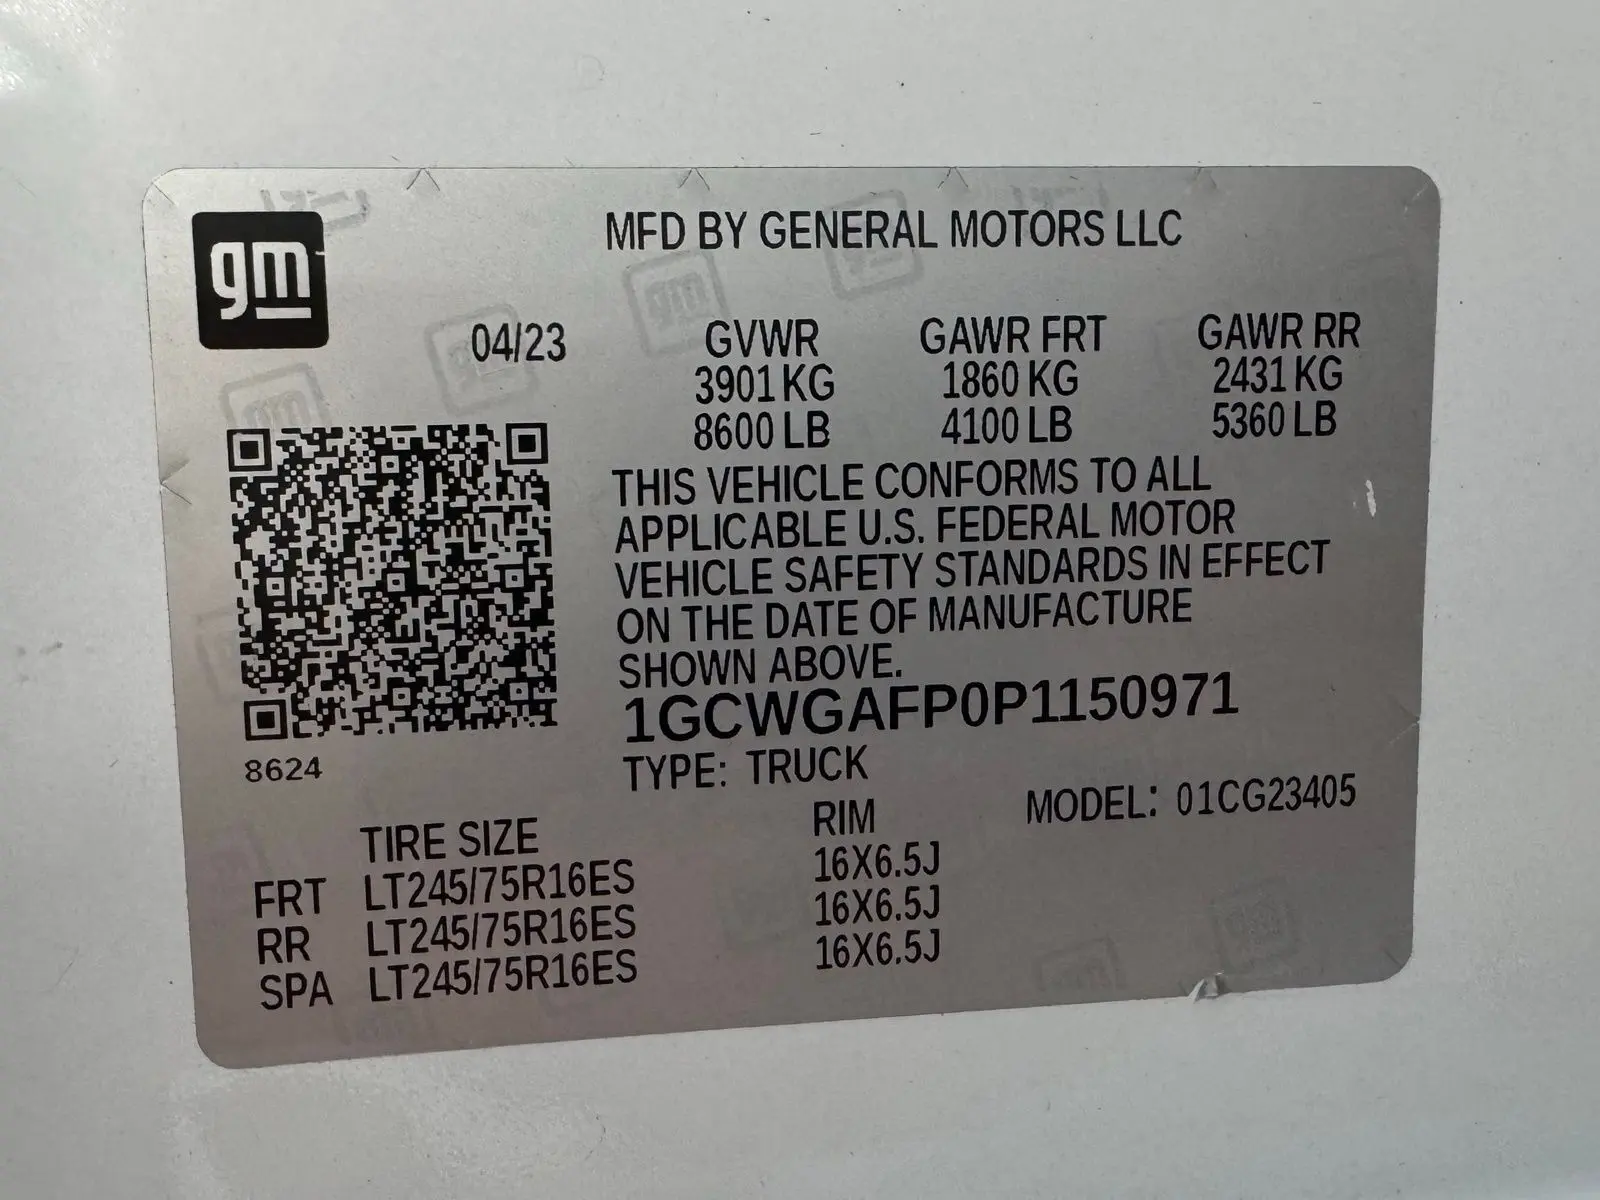 gm
MFD BY GENERAL MOTORS LLC
04/23 GVWR GAWR FRT GAWR RR
3901 KG 1860 KG 2431 KG
8600 LB 4100 LB 5360 LB
THIS VEHICLE CONFORMS TO ALL
APPLICABLE U.S. FEDERAL MOTOR
VEHICLE SAFETY STANDARDS IN EFFECT
ON THE DATE OF MANUFACTURE
SHOWN ABOVE.
1GCWGAFP0P1150971
8624
TYPE: TRUCK
MODEL: 01CG23405
TIRE SIZE RIM
FRT LT245/75R16ES 16X6.5J
RR LT245/75R16ES 16X6.5J
SPA LT245/75R16ES 16X6.5J